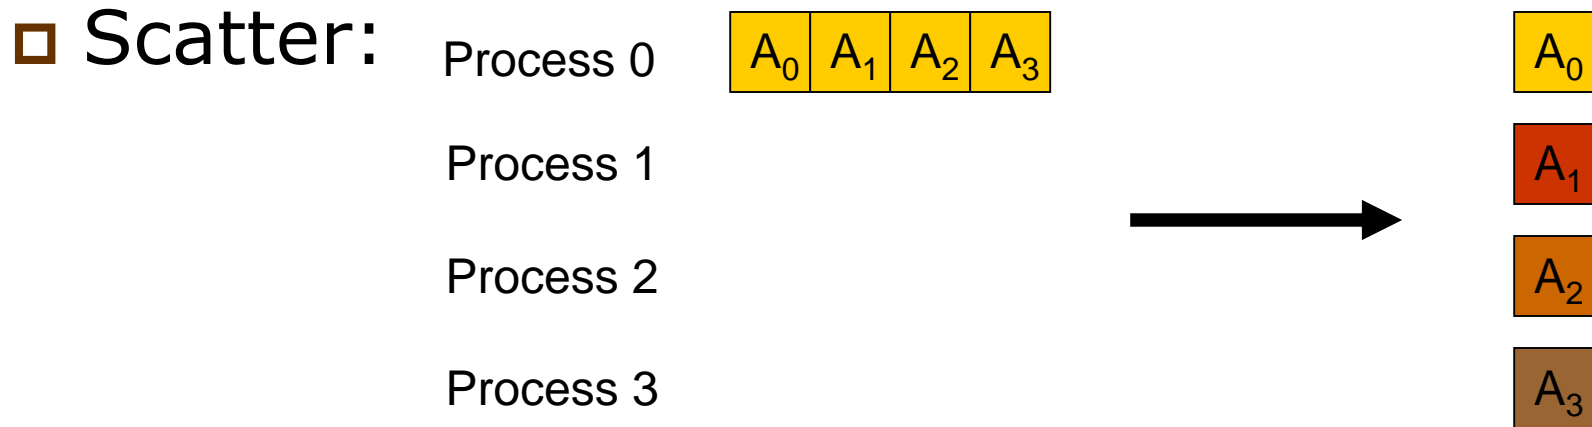 Scatter: Process 0 A₀ A₁ A₂ A₃ A₀
Process 1 A₁
Process 2 A₂
Process 3 A₃